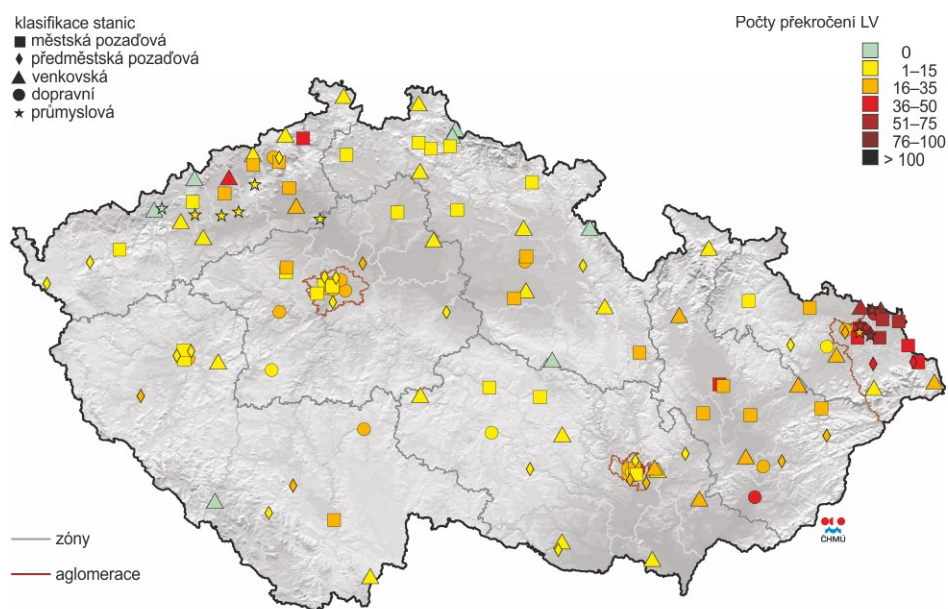 klasifikace stanic
městská pozaďová
předměstská pozaďová
venkovská
dopravní
průmyslová
Počty překročení LV
0
1–15
16–35
36–50
51–75
76–100
> 100
ČHMÚ
zóny
aglomerace